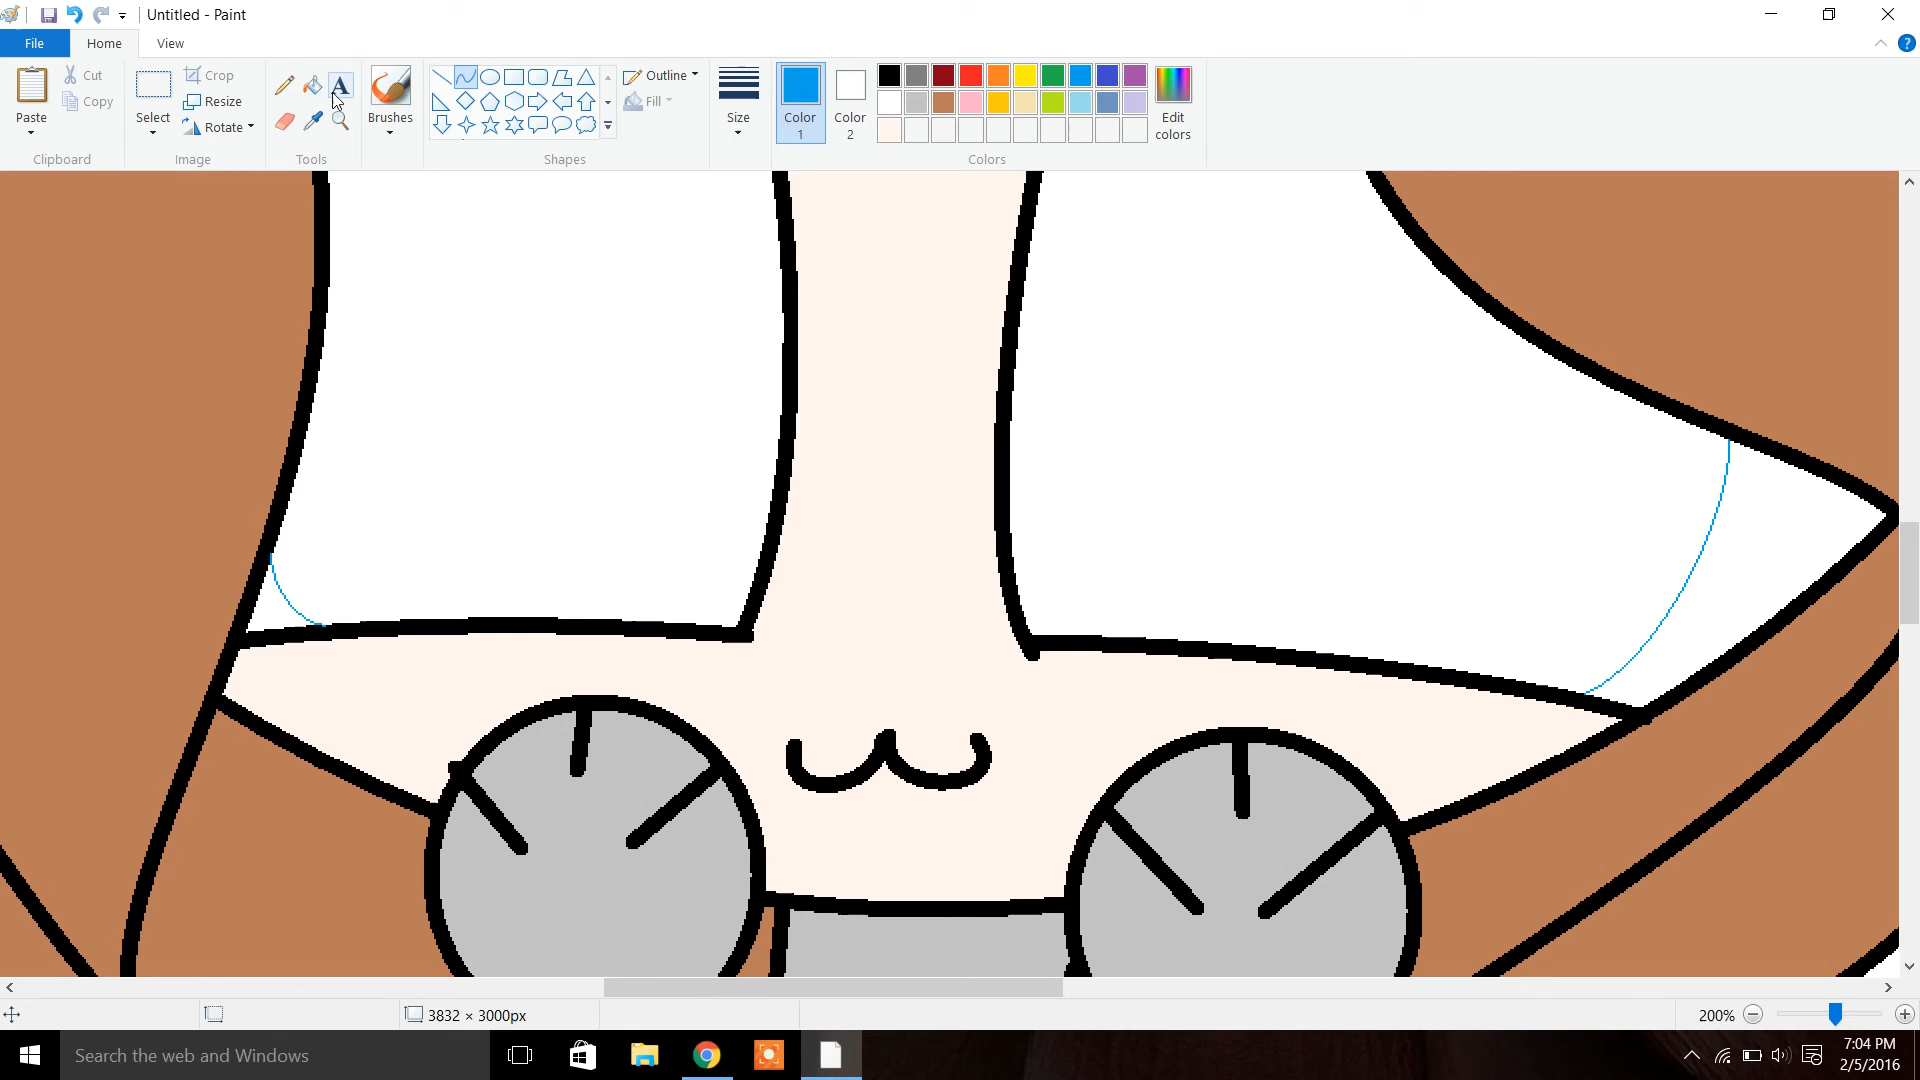 Untitled - Paint
File Home View
Paste
Cut
Copy
Clipboard
Select
Crop
Resize
Rotate
Image
A
Tools
Brushes
Outline
Fill
Shapes
Size
Color 1
Color 2
Edit colors
Colors
3832 × 3000px
200%
Search the web and Windows
7:04 PM
2/5/2016